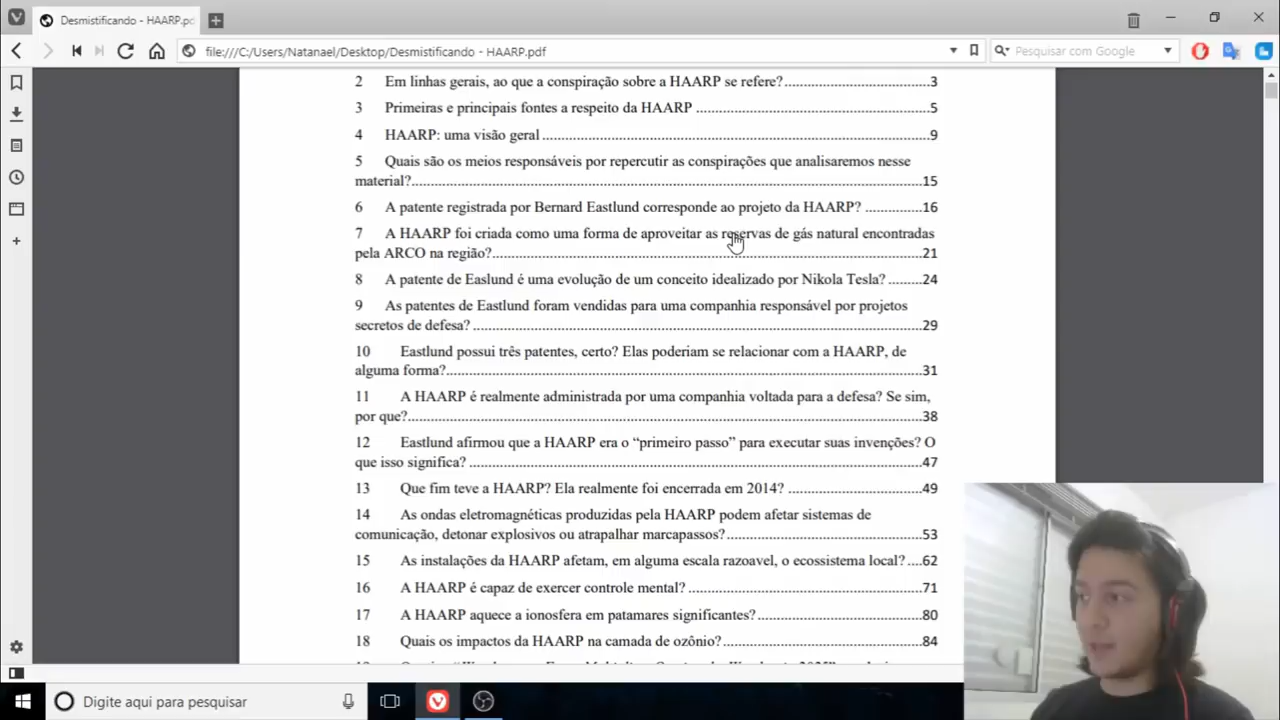 Desmistificando - HAARP.pd
file:///C:/Users/Natanael/Desktop/Desmistificando - HAARP.pdf
Pesquisar com Google
2 Em linhas gerais, ao que a conspiração sobre a HAARP se refere?..........3
3 Primeiras e principais fontes a respeito da HAARP..........5
4 HAARP: uma visão geral..........9
5 Quais são os meios responsáveis por repercutir as conspirações que analisaremos nesse
material?..........15
6 A patente registrada por Bernard Eastlund corresponde ao projeto da HAARP?..........16
7 A HAARP foi criada como uma forma de aproveitar as reservas de gás natural encontradas
pela ARCO na região?..........21
8 A patente de Easlund é uma evolução de um conceito idealizado por Nikola Tesla?..........24
9 As patentes de Eastlund foram vendidas para uma companhia responsável por projetos
secretos de defesa?..........29
10 Eastlund possui três patentes, certo? Elas poderiam se relacionar com a HAARP, de
alguma forma?..........31
11 A HAARP é realmente administrada por uma companhia voltada para a defesa? Se sim,
por que?..........38
12 Eastlund afirmou que a HAARP era o “primeiro passo” para executar suas invenções? O
que isso significa?..........47
13 Que fim teve a HAARP? Ela realmente foi encerrada em 2014?..........49
14 As ondas eletromagnéticas produzidas pela HAARP podem afetar sistemas de
comunicação, detonar explosivos ou atrapalhar marcapassos?..........53
15 As instalações da HAARP afetam, em alguma escala razoavel, o ecossistema local?....62
16 A HAARP é capaz de exercer controle mental?..........71
17 A HAARP aquece a ionosfera em patamares significantes?..........80
18 Quais os impactos da HAARP na camada de ozônio?..........84
Digite aqui para pesquisar